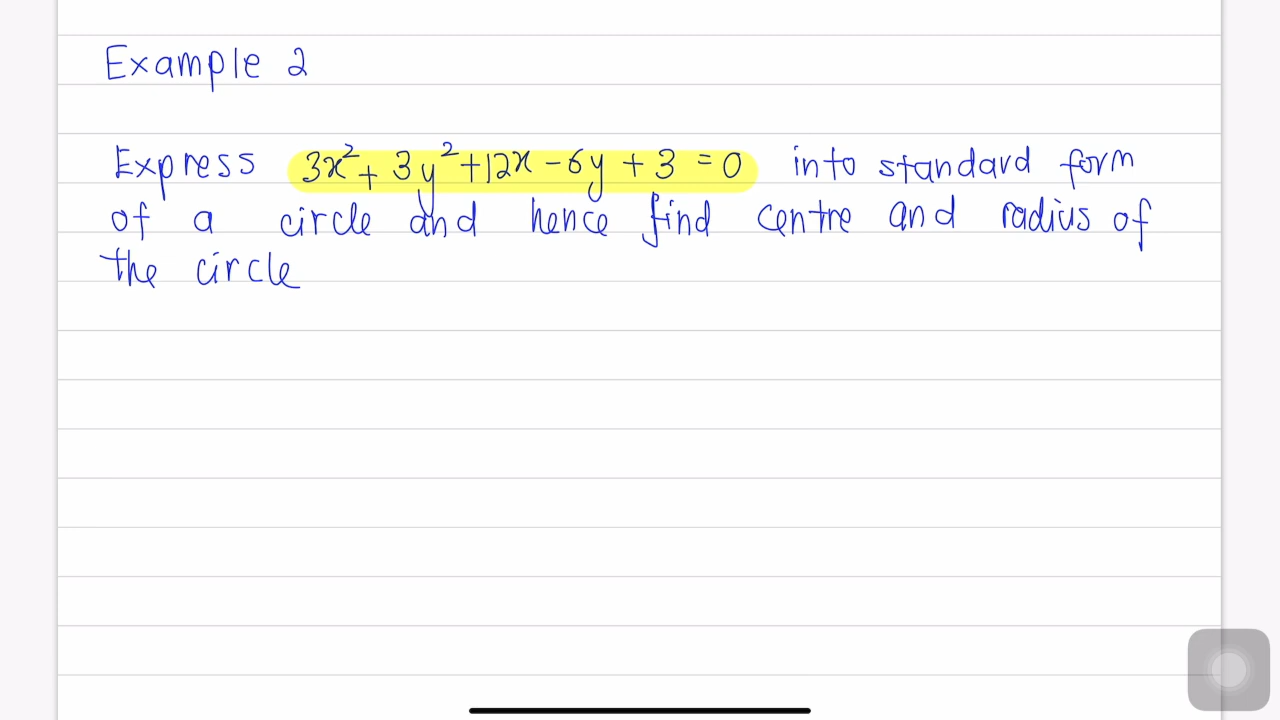 Example 2
Express 3x² + 3y² + 12x - 6y + 3 = 0 into standard form
of a circle and hence find centre and radius of
the circle